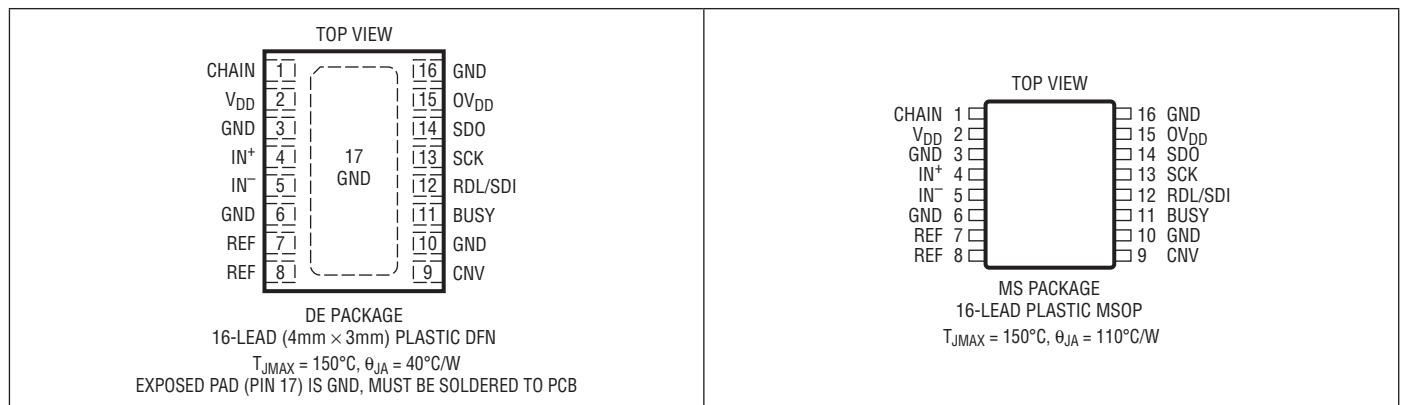 TOP VIEW
CHAIN 1 16 GND
VDD 2 15 OVDD
GND 3 14 SDO
IN+ 4 13 SCK
IN– 5 12 RDL/SDI
GND 6 11 BUSY
REF 7 10 GND
REF 8 9 CNV
17
GND
DE PACKAGE
16-LEAD (4mm × 3mm) PLASTIC DFN
TJMAX = 150°C, θJA = 40°C/W
EXPOSED PAD (PIN 17) IS GND, MUST BE SOLDERED TO PCB
TOP VIEW
CHAIN 1 16 GND
VDD 2 15 OVDD
GND 3 14 SDO
IN+ 4 13 SCK
IN– 5 12 RDL/SDI
GND 6 11 BUSY
REF 7 10 GND
REF 8 9 CNV
MS PACKAGE
16-LEAD PLASTIC MSOP
TJMAX = 150°C, θJA = 110°C/W